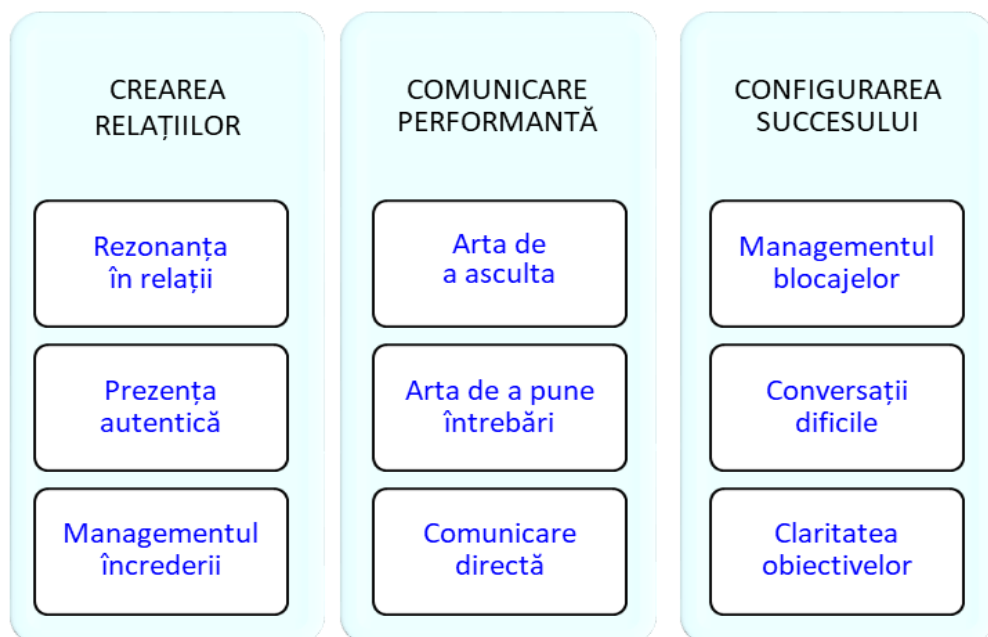 CREAREA
RELAȚIILOR
Rezonanța
în relații
Prezența
autentică
Managementul
încrederii
COMUNICARE
PERFORMANTĂ
Arta de
a asculta
Arta de a pune
întrebări
Comunicare
directă
CONFIGURAREA
SUCCESULUI
Managementul
blocajelor
Conversații
dificile
Claritatea
obiectivelor